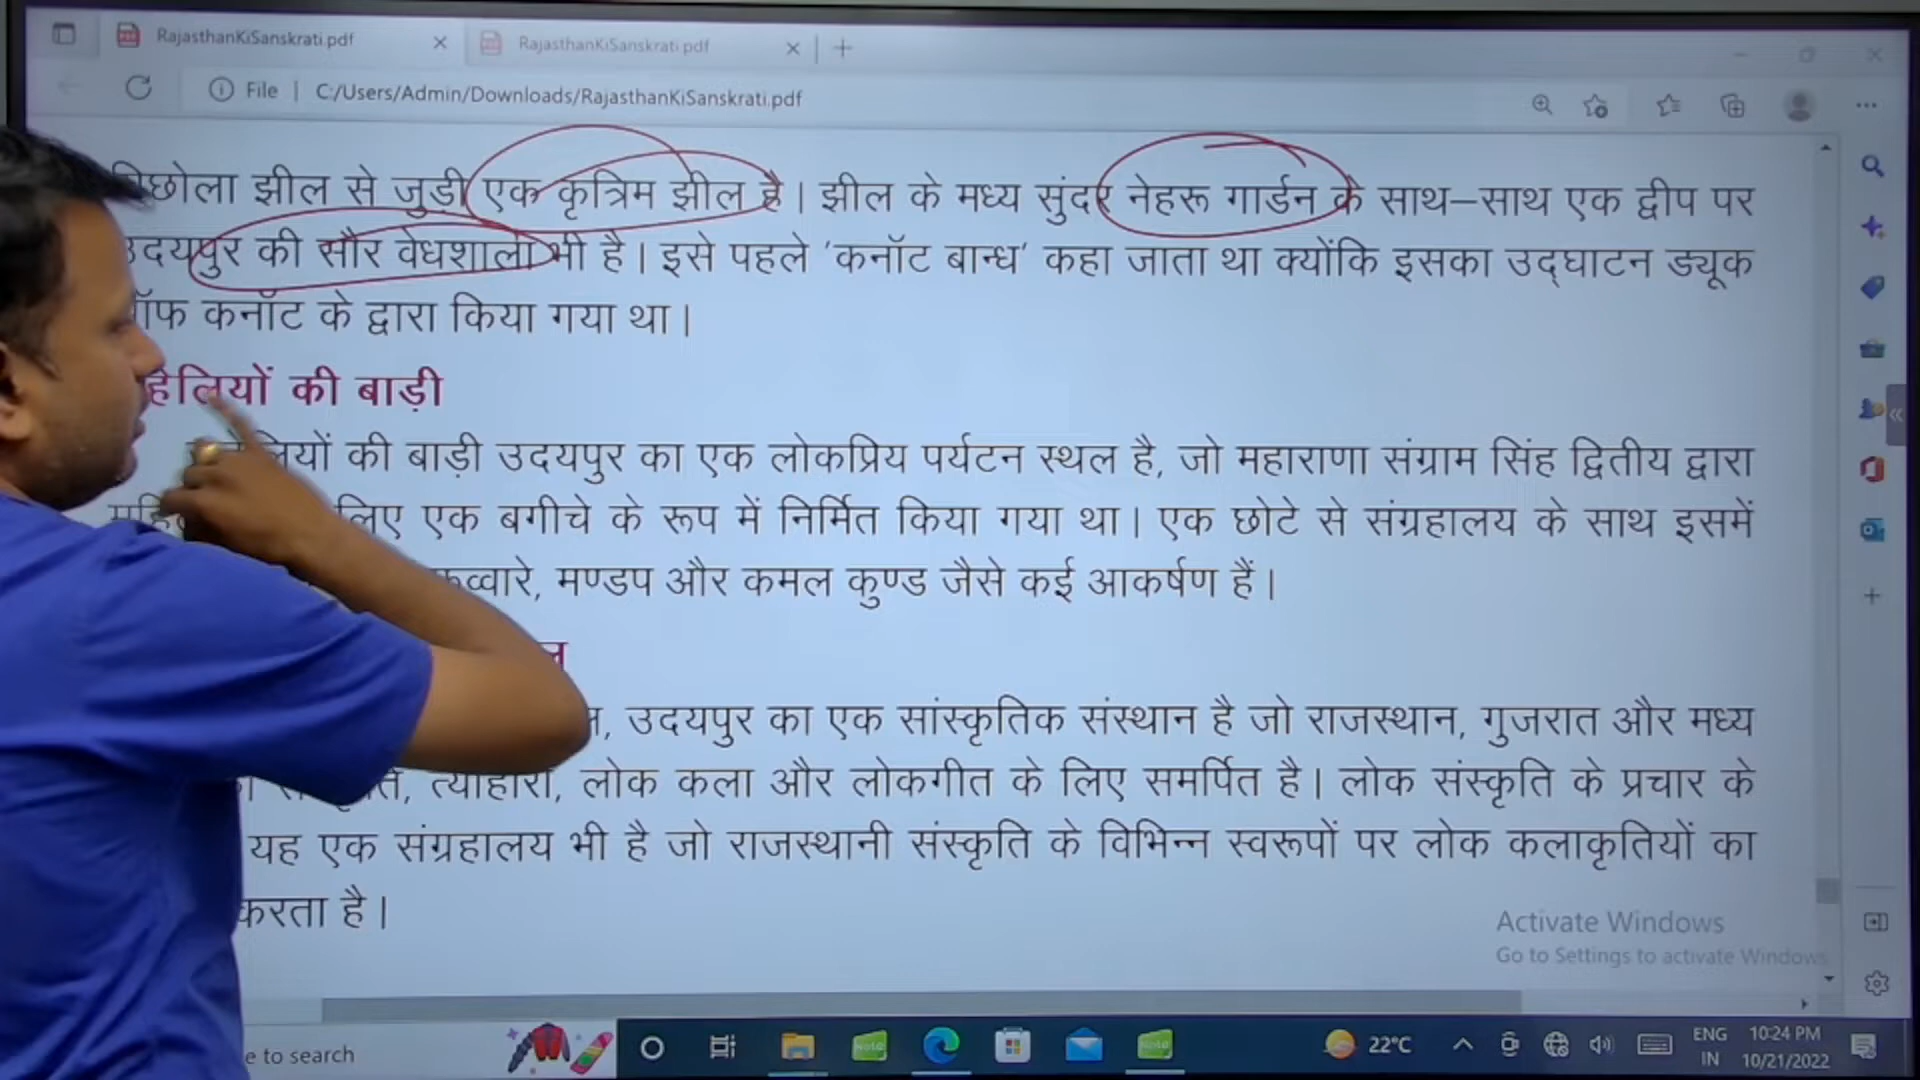 RajasthanKiSanskrati.pdf
RajasthanKiSanskrati.pdf
File | C:/Users/Admin/Downloads/RajasthanKiSanskrati.pdf
झील से जुड़ी एक कृत्रिम झील है। झील के मध्य सुंदर नेहरू गार्डन के साथ–साथ एक द्वीप पर
उदयपुर की सौर वेधशाला भी है। इसे पहले 'कनॉट बान्ध' कहा जाता था क्योंकि इसका उद्घाटन ड्यूक
कनॉट के द्वारा किया गया था।
की बाड़ी
की बाड़ी उदयपुर का एक लोकप्रिय पर्यटन स्थल है, जो महाराणा संग्राम सिंह द्वितीय द्वारा
लिए एक बगीचे के रूप में निर्मित किया गया था। एक छोटे से संग्रहालय के साथ इसमें
मण्डप और कमल कुण्ड जैसे कई आकर्षण हैं।
उदयपुर का एक सांस्कृतिक संस्थान है जो राजस्थान, गुजरात और मध्य
लोक कला और लोकगीत के लिए समर्पित है। लोक संस्कृति के प्रचार के
यह एक संग्रहालय भी है जो राजस्थानी संस्कृति के विभिन्न स्वरूपों पर लोक कलाकृतियों का
करता है।
Activate Windows
Go to Settings to activate Windows
to search
22°C
ENG
IN
10:24 PM
10/21/2022